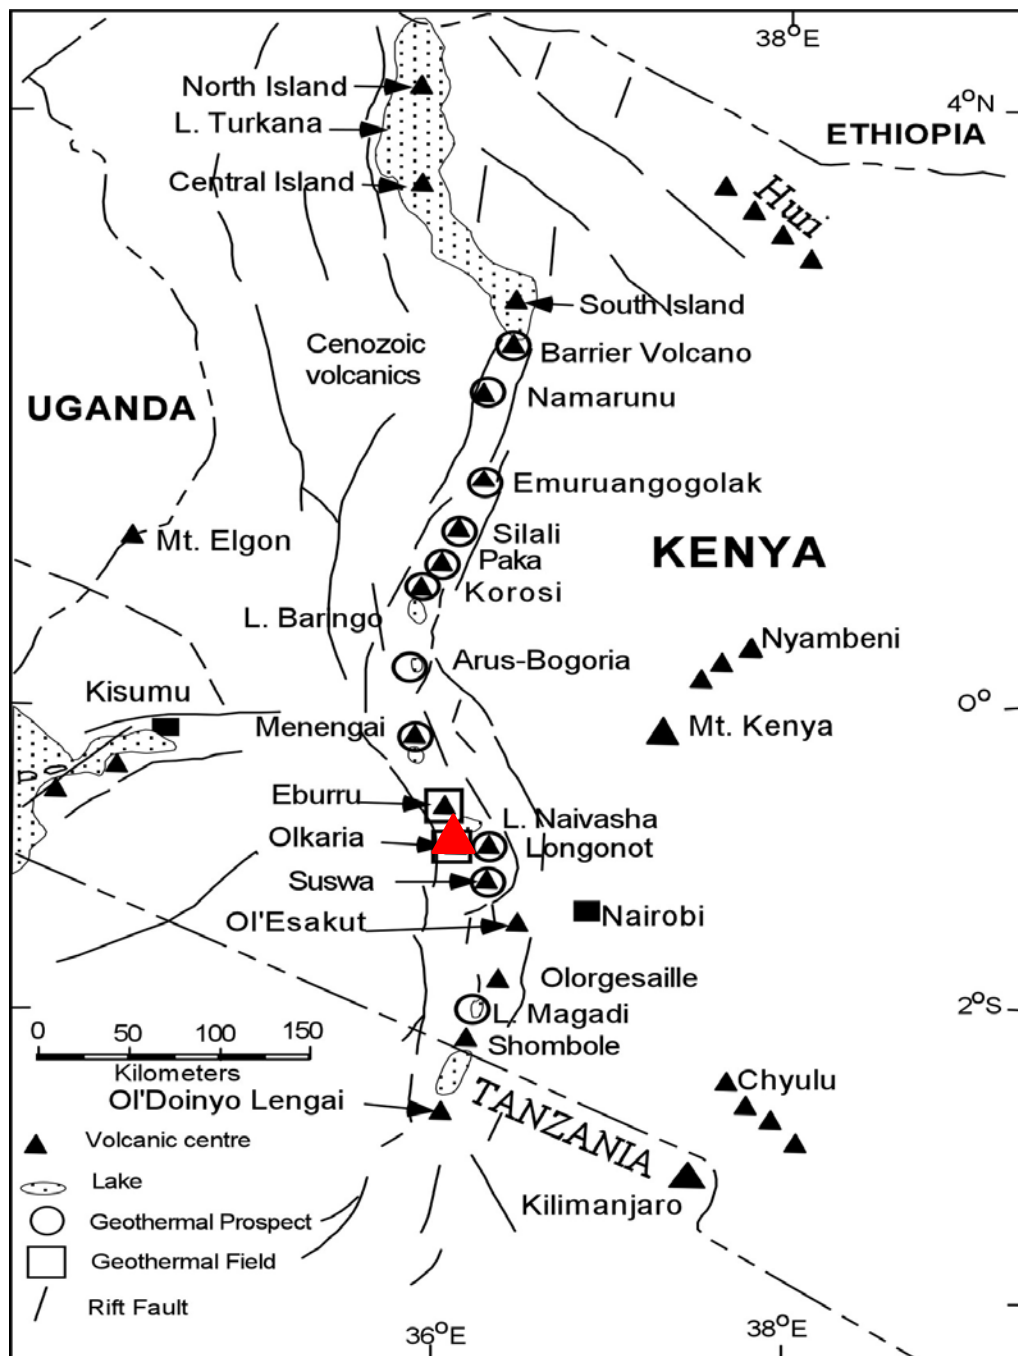 38°E
4°N
North Island
L. Turkana
ETHIOPIA
Central Island
Huri
South Island
Cenozoic
volcanics
Barrier Volcano
Namarunu
UGANDA
Emuruangogolak
Mt. Elgon
Silali
KENYA
Paka
Korosi
L. Baringo
Nyambeni
Arus-Bogoria
Kisumu
0°
Menengai
Mt. Kenya
Eburru
L. Naivasha
Olkaria
Longonot
Suswa
Ol'Esakut
Nairobi
Olorgesaille
2°S
L. Magadi
0 50 100 150
Shombole
Kilometers
Chyulu
Ol'Doinyo Lengai
TANZANIA
Volcanic centre
Lake
Kilimanjaro
Geothermal Prospect
Geothermal Field
Rift Fault
36°E
38°E